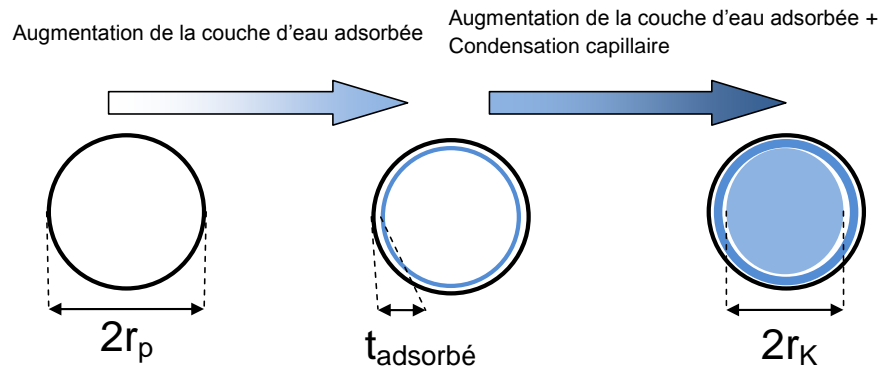 Augmentation de la couche d'eau adsorbée
Augmentation de la couche d'eau adsorbée +
Condensation capillaire
2rp
tadsorbé
2rK